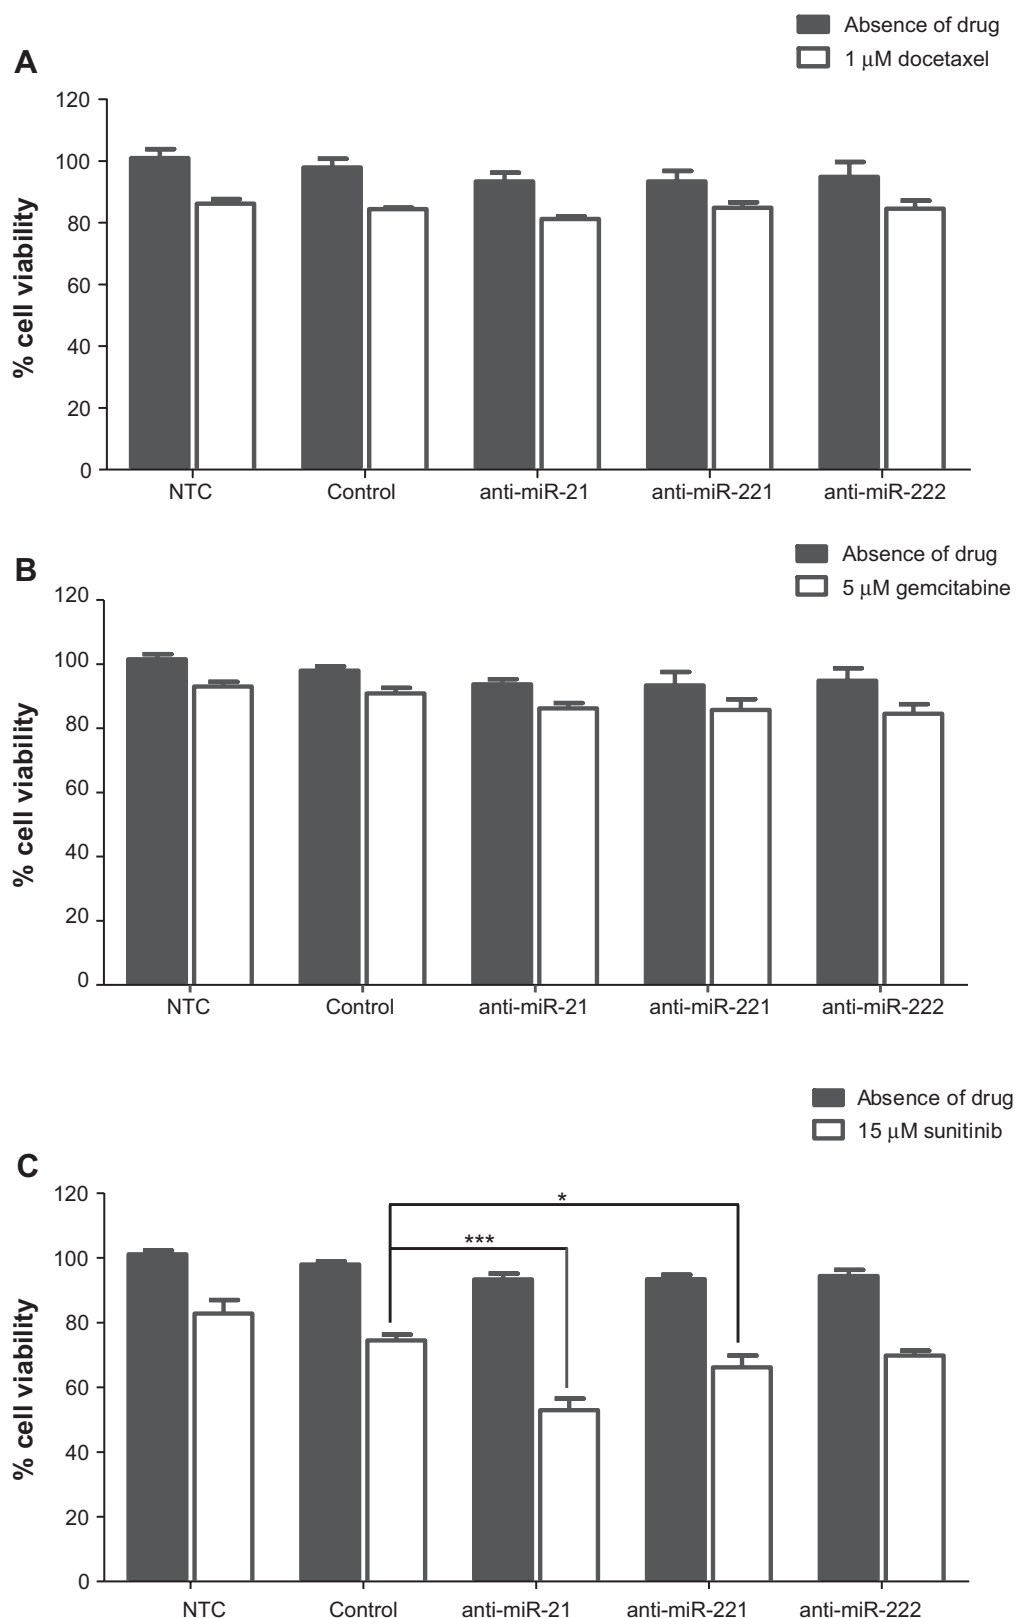 A
Absence of drug
1 μM docetaxel
% cell viability
120
100
80
60
40
20
0
NTC Control anti-miR-21 anti-miR-221 anti-miR-222
B
Absence of drug
5 μM gemcitabine
% cell viability
120
100
80
60
40
20
0
NTC Control anti-miR-21 anti-miR-221 anti-miR-222
C
Absence of drug
15 μM sunitinib
% cell viability
120
100
80
60
40
20
0
*
***
NTC Control anti-miR-21 anti-miR-221 anti-miR-222